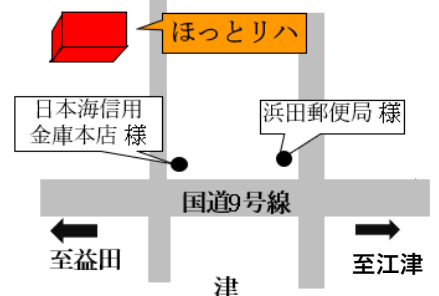 ほっとリハ
日本海信用
金庫本店 様
浜田郵便局 様
国道9号線
至益田
至江津
津